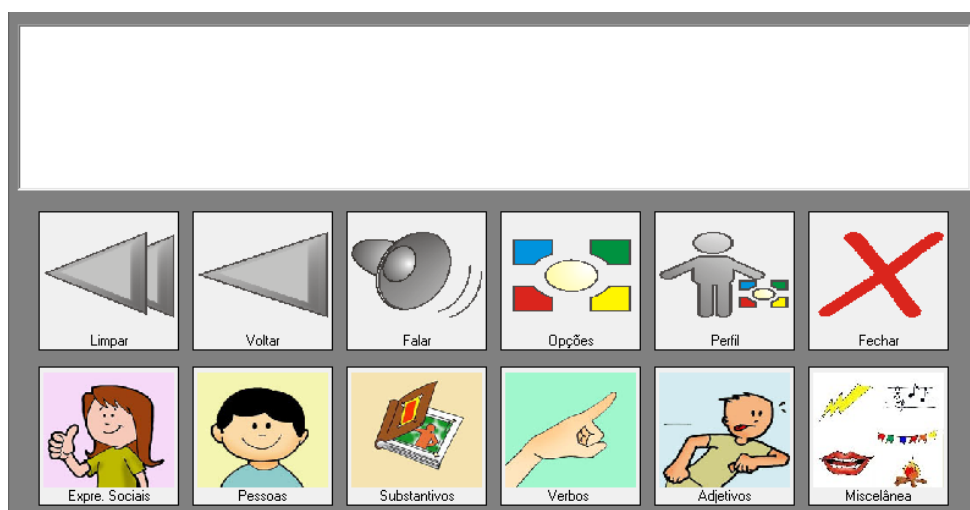 Limpar
Voltar
Falar
Opções
Perfil
Fechar
Expre. Sociais
Pessoas
Substantivos
Verbos
Adjetivos
Miscelânea